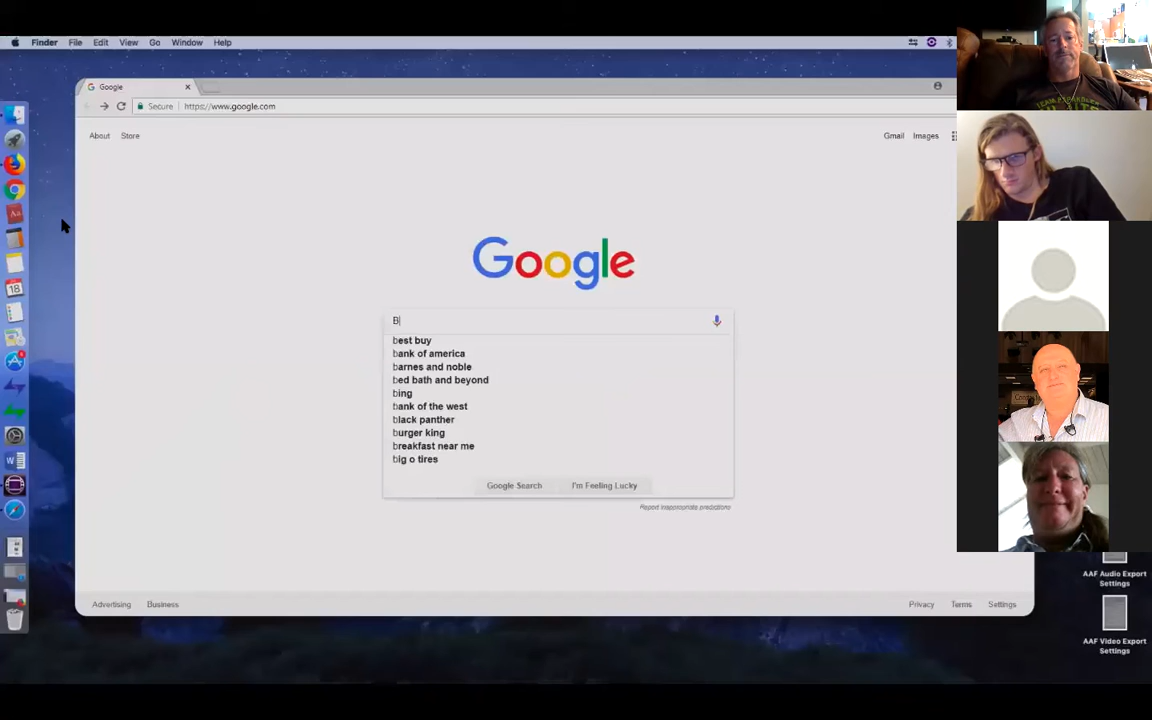 Finder File Edit View Go Window Help
Google
Secure https://www.google.com
About Store
Gmail Images
Google
B
best buy
bank of america
barnes and noble
bed bath and beyond
bing
bank of the west
black panther
burger king
breakfast near me
big o tires
Google Search I'm Feeling Lucky
Report inappropriate predictions
Advertising Business
Privacy Terms Settings
Aa
18
AAF Audio Export
Settings
AAF Video Export
Settings